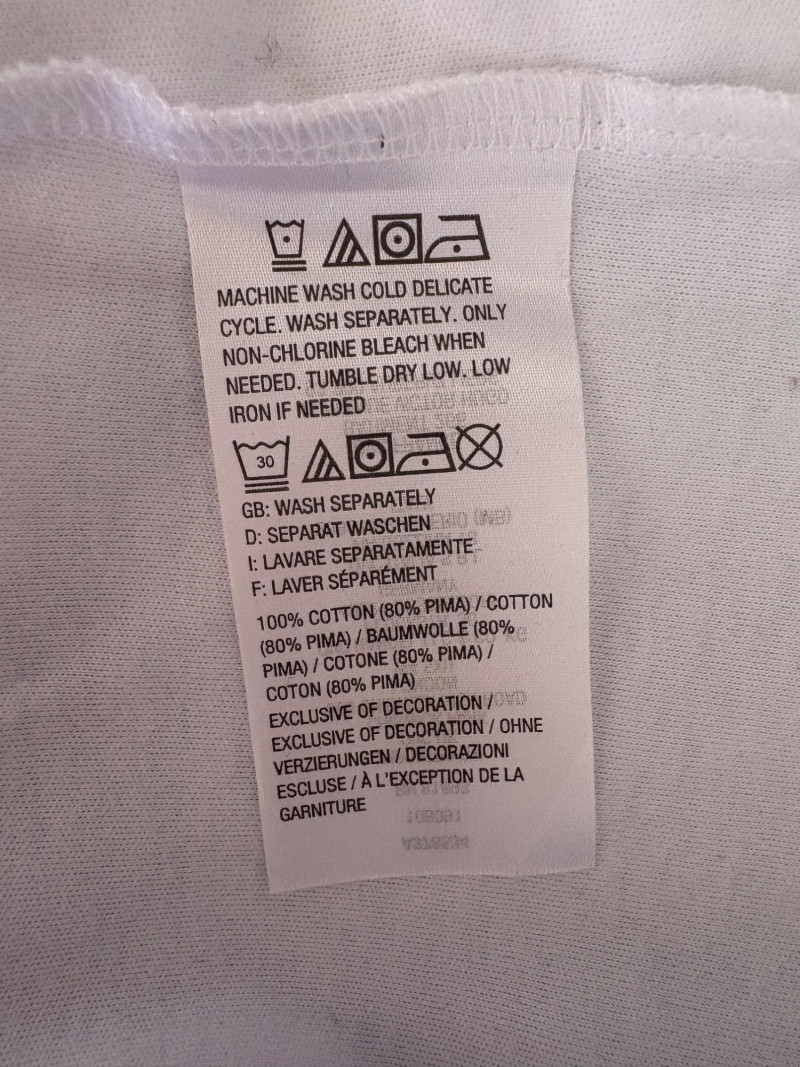 MACHINE WASH COLD DELICATE
CYCLE. WASH SEPARATELY. ONLY
NON-CHLORINE BLEACH WHEN
NEEDED. TUMBLE DRY LOW. LOW
IRON IF NEEDED
30
GB: WASH SEPARATELY
D: SEPARAT WASCHEN
I: LAVARE SEPARATAMENTE
F: LAVER SÉPARÉMENT
100% COTTON (80% PIMA) / COTTON
(80% PIMA) / BAUMWOLLE (80%
PIMA) / COTONE (80% PIMA) /
COTON (80% PIMA)
EXCLUSIVE OF DECORATION /
EXCLUSIVE OF DECORATION / OHNE
VERZIERUNGEN / DECORAZIONI
ESCLUSE / À L'EXCEPTION DE LA
GARNITURE